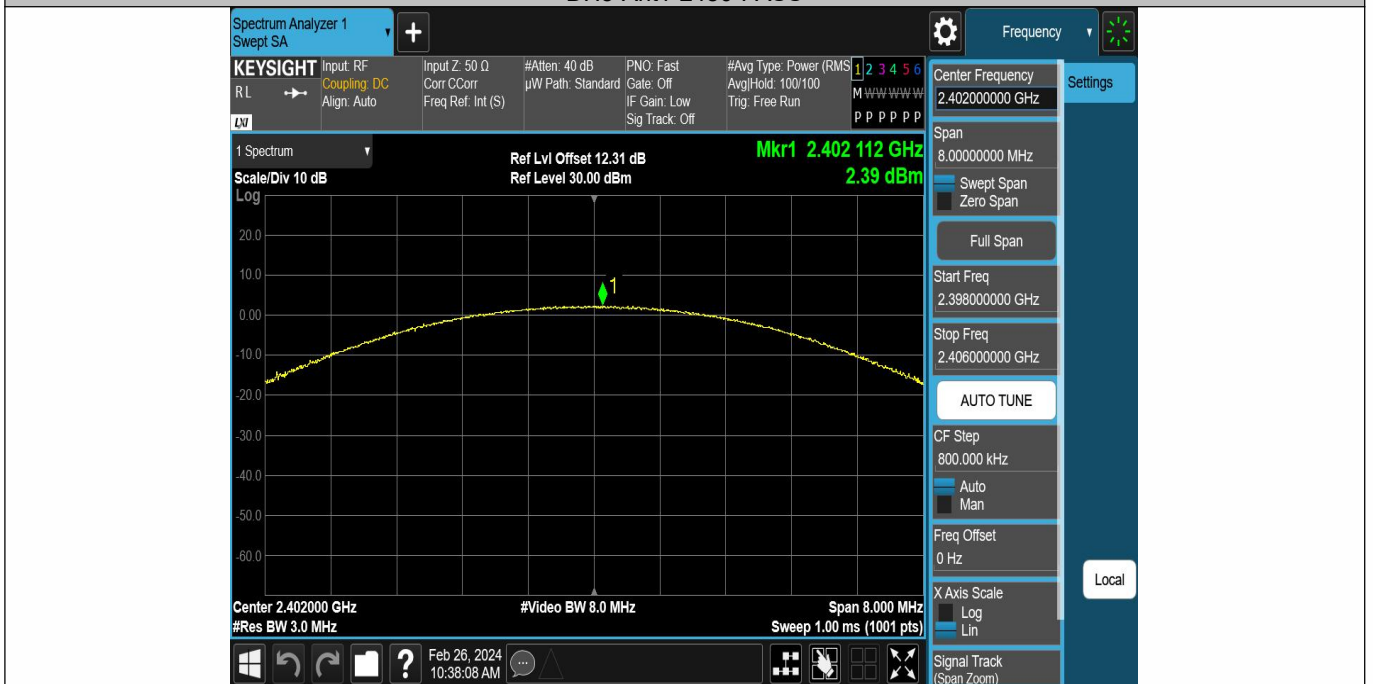 Spectrum Analyzer 1
Swept SA
+
Frequency
KEYSIGHT
RL
LXI
Input: RF
Coupling: DC
Align: Auto
Input Z: 50 Ω
Corr CCorr
Freq Ref: Int (S)
#Atten: 40 dB
µW Path: Standard
PNO: Fast
Gate: Off
IF Gain: Low
Sig Track: Off
#Avg Type: Power (RMS
Avg|Hold: 100/100
Trig: Free Run
1 2 3 4 5 6
M W W W W W
P P P P P P
1 Spectrum
Scale/Div 10 dB
Log
Ref Lvl Offset 12.31 dB
Ref Level 30.00 dBm
Mkr1 2.402 112 GHz
2.39 dBm
20.0
10.0
0.00
-10.0
-20.0
-30.0
-40.0
-50.0
-60.0
1
Center 2.402000 GHz
#Res BW 3.0 MHz
#Video BW 8.0 MHz
Span 8.000 MHz
Sweep 1.00 ms (1001 pts)
Center Frequency
2.402000000 GHz
Settings
Span
8.00000000 MHz
Swept Span
Zero Span
Full Span
Start Freq
2.398000000 GHz
Stop Freq
2.406000000 GHz
AUTO TUNE
CF Step
800.000 kHz
Auto
Man
Freq Offset
0 Hz
Local
X Axis Scale
Log
Lin
Signal Track
(Span Zoom)
?
Feb 26, 2024
10:38:08 AM